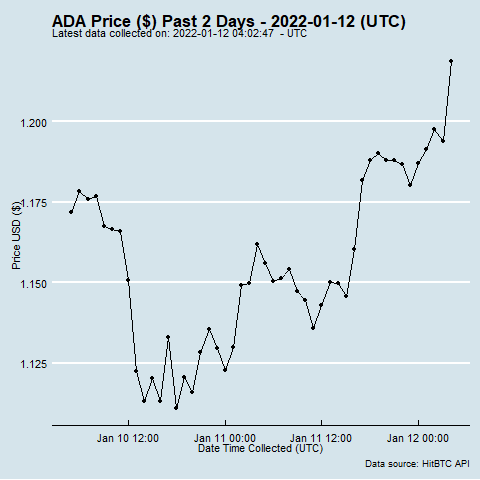 ADA Price ($) Past 2 Days - 2022-01-12 (UTC)
Latest data collected on: 2022-01-12 04:02:47 - UTC
Price USD ($)
1.200
1.175
1.150
1.125
Jan 10 12:00
Jan 11 00:00
Jan 11 12:00
Jan 12 00:00
Date Time Collected (UTC)
Data source: HitBTC API